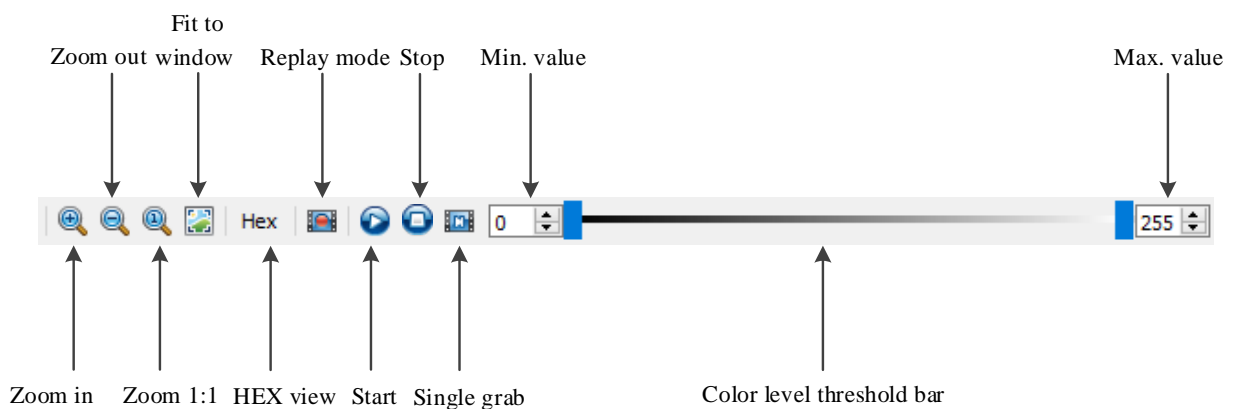 Fit to
Zoom out window Replay mode Stop Min. value Max. value
1 Hex 0 255
Zoom in Zoom 1:1 HEX view Start Single grab Color level threshold bar